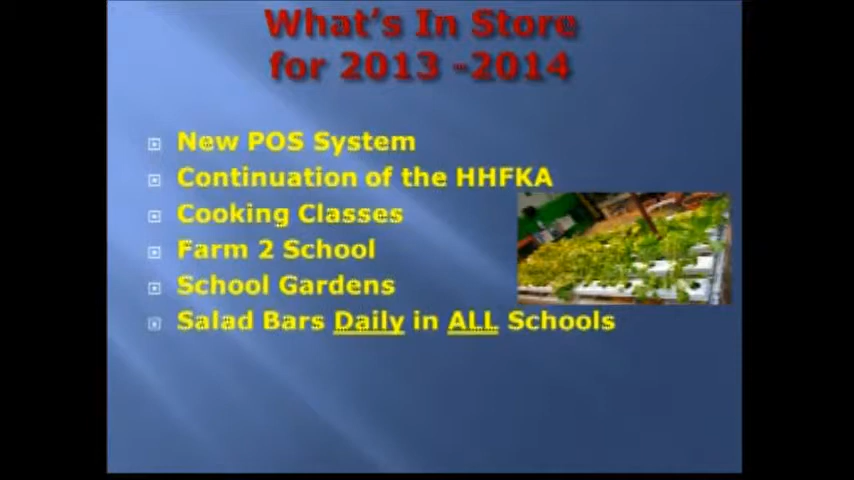 What's In Store
for 2013 -2014
New POS System
Continuation of the HHFKA
Cooking Classes
Farm 2 School
School Gardens
Salad Bars Daily in ALL Schools